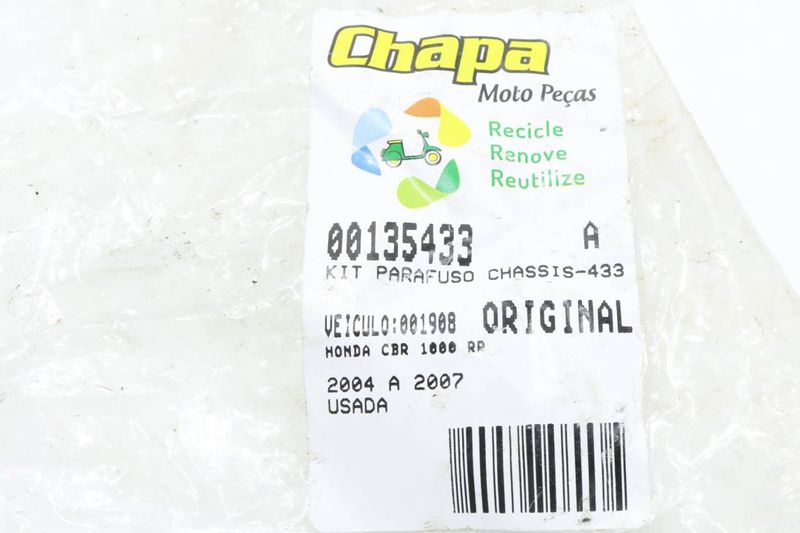 Chapa
Moto Peças
Recicle
Renove
Reutilize
00135433 A
KIT PARAFUSO CHASSIS-433
VEICULO:001908 ORIGINAL
HONDA CBR 1000 RR
2004 A 2007
USADA